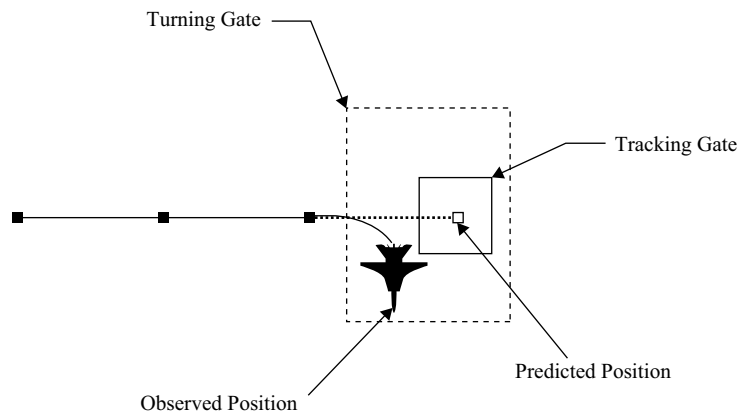 Turning Gate
Tracking Gate
Predicted Position
Observed Position